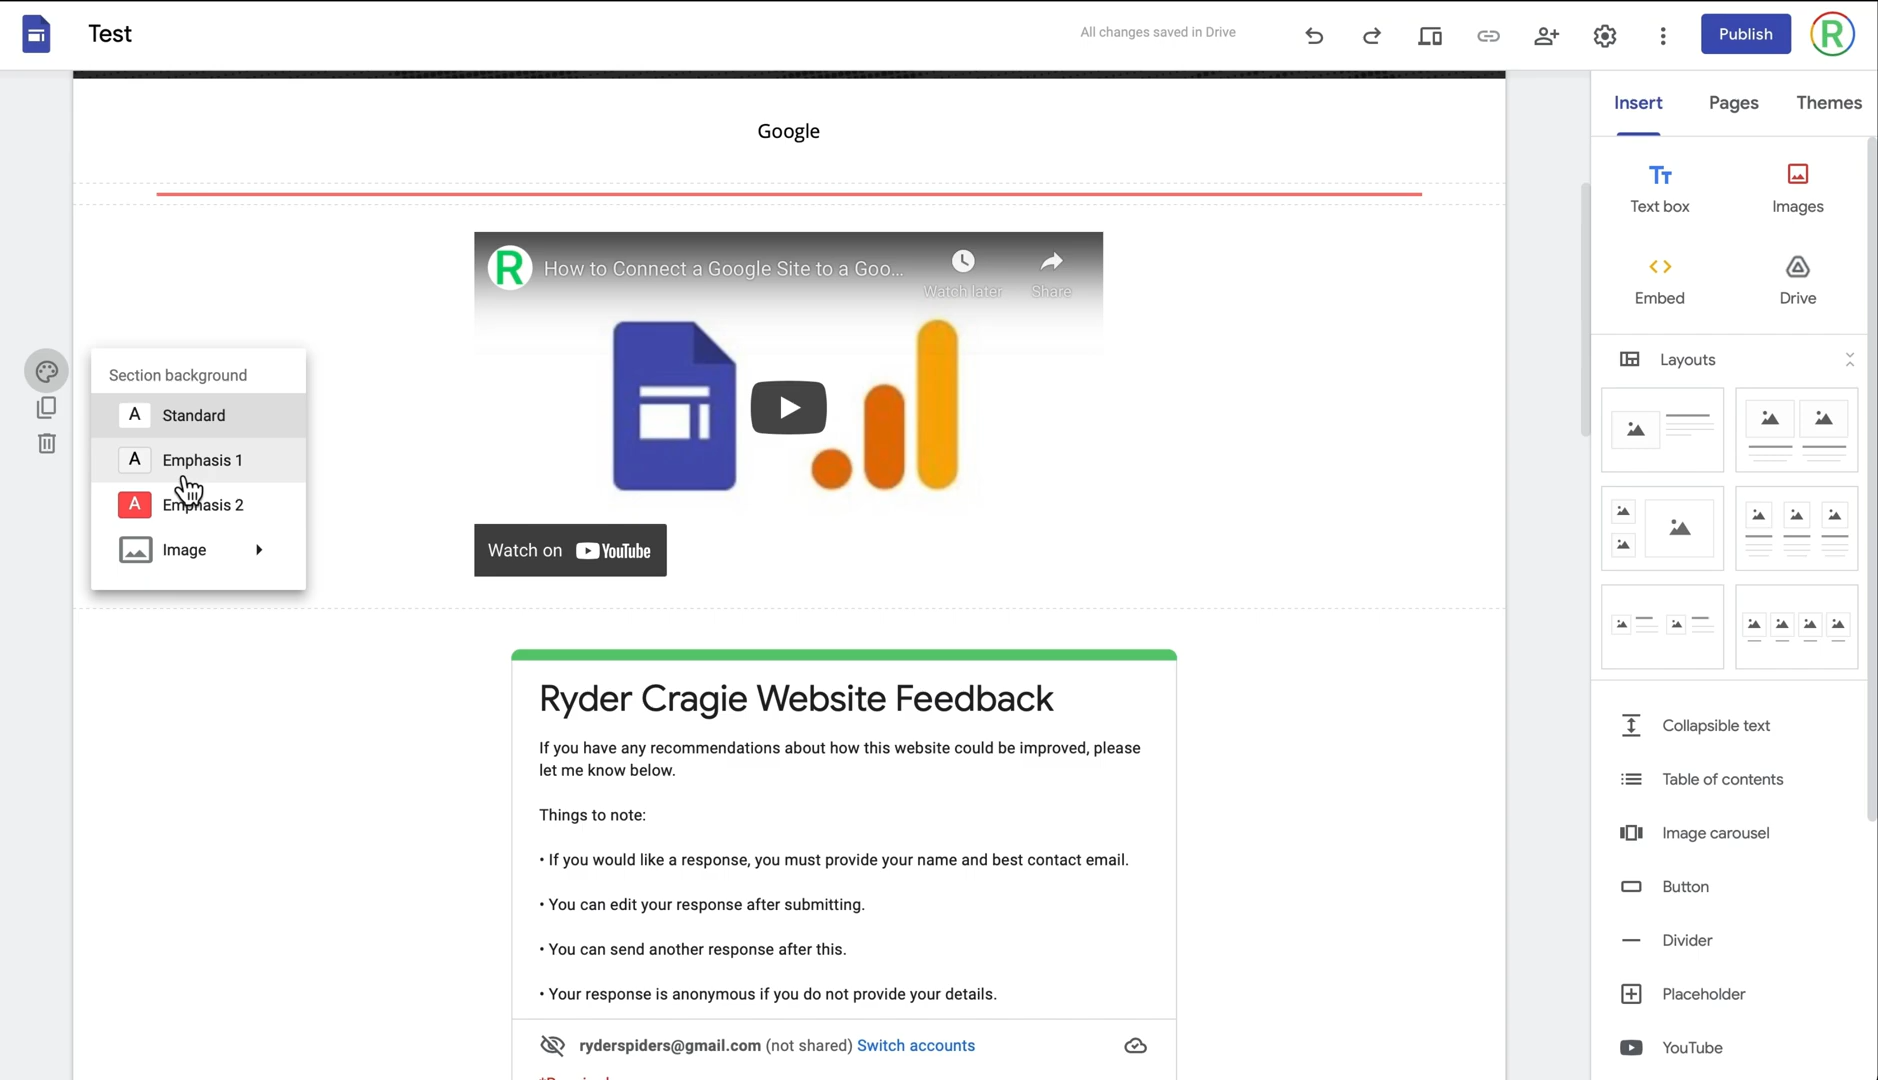 Test
All changes saved in Drive
Publish
R
Insert
Pages
Themes
Google
Tт
Text box
Images
Embed
Drive
Layouts
R How to Connect a Google Site to a Goo...
Watch later
Share
Watch on YouTube
Section background
A Standard
A Emphasis 1
A Emphasis 2
Image
Ryder Cragie Website Feedback
If you have any recommendations about how this website could be improved, please
let me know below.
Things to note:
• If you would like a response, you must provide your name and best contact email.
• You can edit your response after submitting.
• You can send another response after this.
• Your response is anonymous if you do not provide your details.
ryderspiders@gmail.com (not shared) Switch accounts
Collapsible text
Table of contents
Image carousel
Button
Divider
Placeholder
YouTube